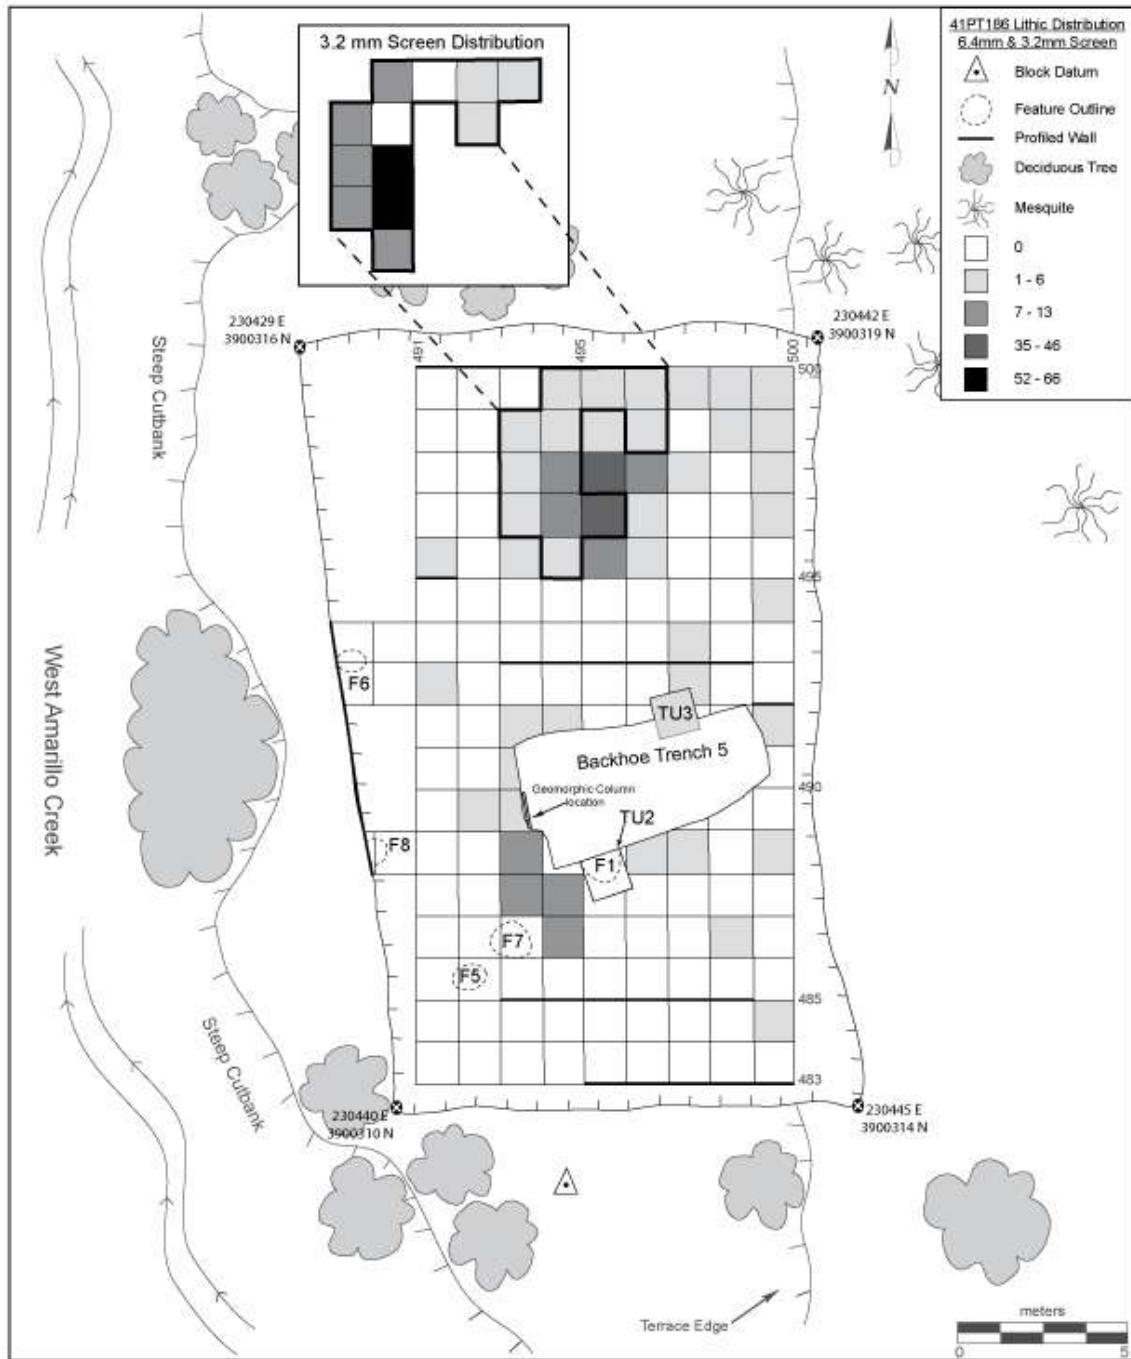 3.2 mm Screen Distribution
41PT186 Lithic Distribution
6.4mm & 3.2mm Screen
Block Datum
Feature Outline
Profiled Wall
Deciduous Tree
Mesquite
0
1 - 6
7 - 13
35 - 46
52 - 66
N
230429 E
3900316 N
230442 E
3900319 N
491
495
500
500
Steep Cutbank
495
West Amarillo Creek
F6
TU3
Backhoe Trench 5
490
Geomorphic Column
location
TU2
F8
F1
F7
F5
485
Steep Cutbank
483
230440 E
3900310 N
230445 E
3900314 N
Terrace Edge
meters
0
5